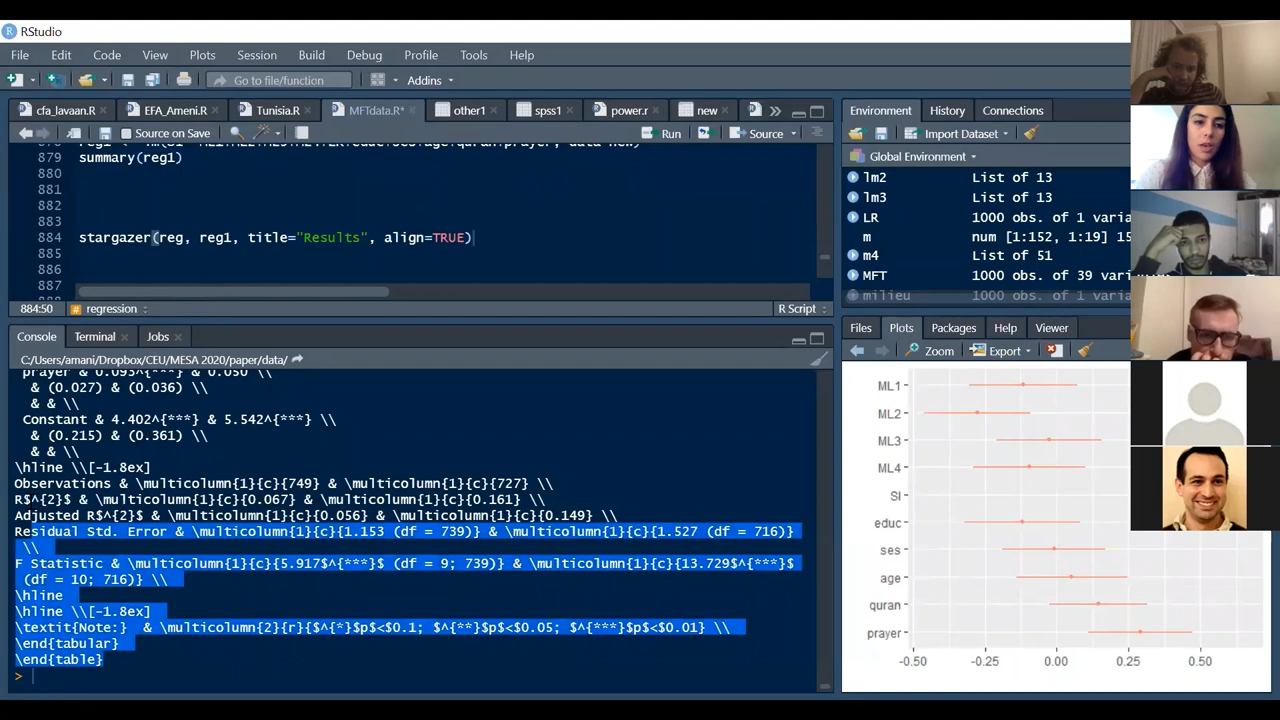 RStudio
File Edit Code View Plots Session Build Debug Profile Tools Help
Go to file/function Addins
cfa_lavaan.R EFA_Ameni.R Tunisia.R MFTdata.R* other1 spss1 power.r new
Source on Save Run Source
879 summary(reg1)
880
881
882
883
884 stargazer(reg, reg1, title="Results", align=TRUE)
885
886
887
884:50 regression R Script
Console Terminal Jobs
C:/Users/amani/Dropbox/CEU/MESA 2020/paper/data/
prayer & 0.093^{***} & 0.050 \\
& (0.027) & (0.036) \\
& & \\
Constant & 4.402^{***} & 5.542^{***} \\
& (0.215) & (0.361) \\
& & \\
\hline \\[-1.8ex]
Observations & \multicolumn{1}{c}{749} & \multicolumn{1}{c}{727} \\
R$^{2}$ & \multicolumn{1}{c}{0.067} & \multicolumn{1}{c}{0.161} \\
Adjusted R$^{2}$ & \multicolumn{1}{c}{0.056} & \multicolumn{1}{c}{0.149} \\
Residual Std. Error & \multicolumn{1}{c}{1.153 (df = 739)} & \multicolumn{1}{c}{1.527 (df = 716)}
\\
F Statistic & \multicolumn{1}{c}{5.917$^{***}$ (df = 9; 739)} & \multicolumn{1}{c}{13.729$^{***}$
(df = 10; 716)} \\
\hline
\hline \\[-1.8ex]
\textit{Note:} & \multicolumn{2}{r}{$^{*}$p$<$0.1; $^{**}$p$<$0.05; $^{***}$p$<$0.01} \\
\end{tabular}
\end{table}
>
Environment History Connections
Import Dataset
Global Environment
lm2 List of 13
lm3 List of 13
LR 1000 obs. of 1 varia
m num [1:152, 1:19] 15
m4 List of 51
MFT 1000 obs. of 39 vari
milieu 1000 obs. of 1 varia
Files Plots Packages Help Viewer
Zoom Export
ML1
ML2
ML3
ML4
SI
educ
ses
age
quran
prayer
-0.50 -0.25 0.00 0.25 0.50